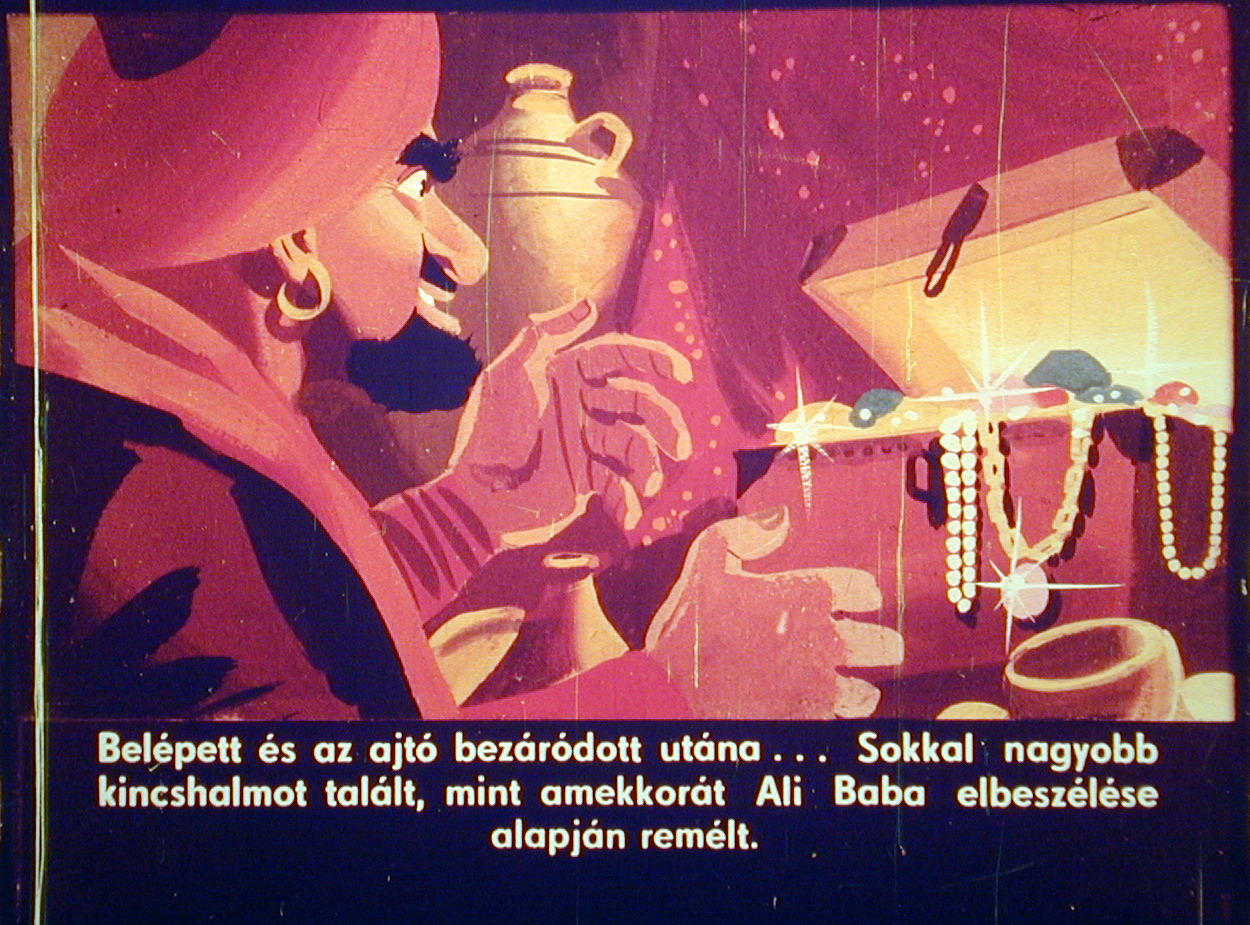 Belépett és az ajtó bezáródott utána... Sokkal nagyobb
kincshalmot talált, mint amekkorát Ali Baba elbeszélése
alapján remélt.